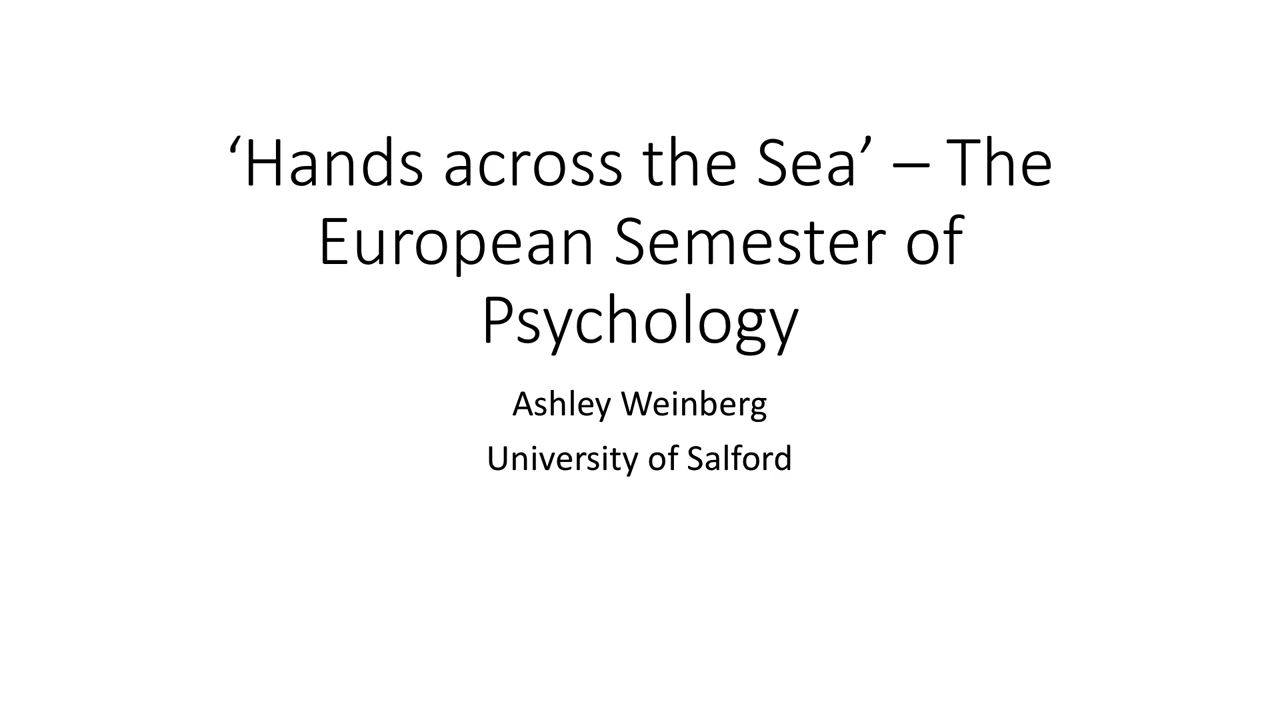 ‘Hands across the Sea’ – The
European Semester of
Psychology
Ashley Weinberg
University of Salford